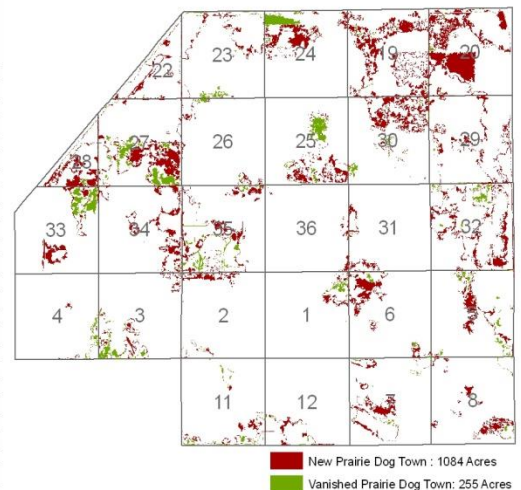 22 23 24 19 20
28 27 26 25 30 29
33 34 35 36 31 32
4 3 2 1 6 5
11 12 8
New Prairie Dog Town : 1084 Acres
Vanished Prairie Dog Town: 255 Acres